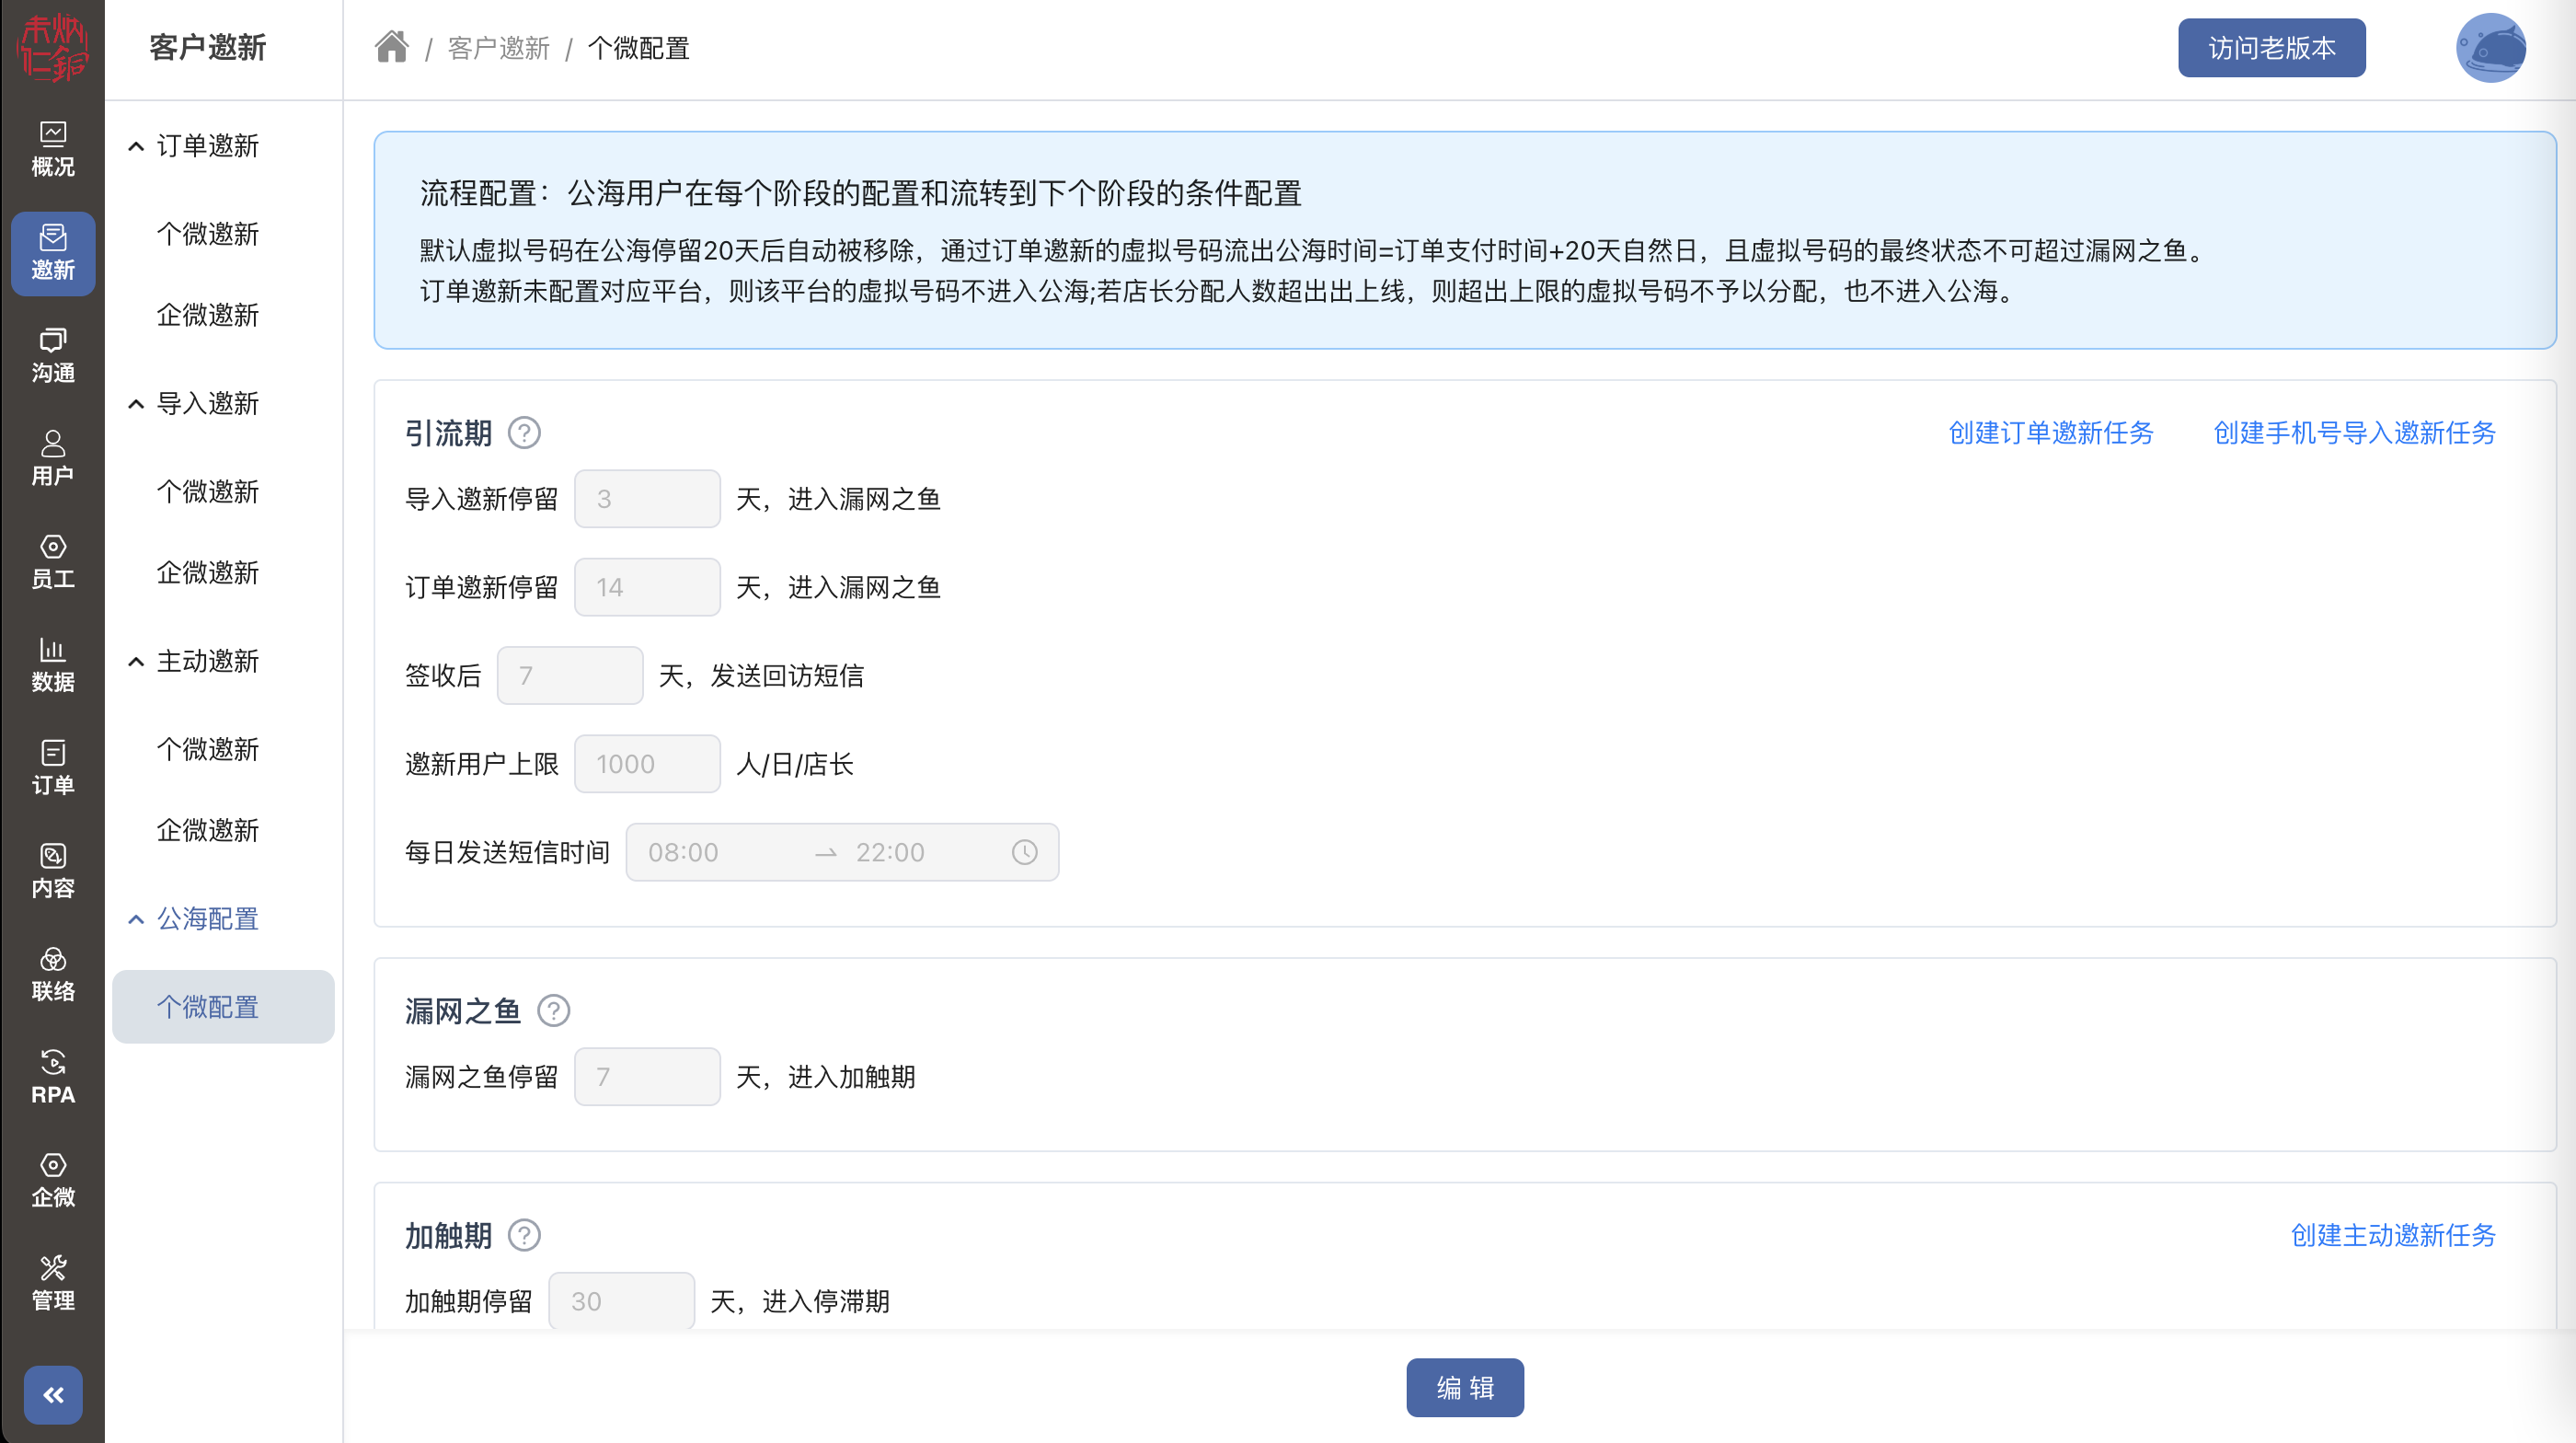 未炳
仁銅
概况
邀新
沟通
用户
员工
数据
订单
内容
联络
RPA
企微
管理
客户邀新
订单邀新
个微邀新
企微邀新
导入邀新
个微邀新
企微邀新
主动邀新
个微邀新
企微邀新
公海配置
个微配置
/ 客户邀新 / 个微配置
访问老版本
流程配置：公海用户在每个阶段的配置和流转到下个阶段的条件配置
默认虚拟号码在公海停留20天后自动被移除，通过订单邀新的虚拟号码流出公海时间=订单支付时间+20天自然日，且虚拟号码的最终状态不可超过漏网之鱼。
订单邀新未配置对应平台，则该平台的虚拟号码不进入公海;若店长分配人数超出出上线，则超出上限的虚拟号码不予以分配，也不进入公海。
引流期 ?
创建订单邀新任务 创建手机号导入邀新任务
导入邀新停留 3 天，进入漏网之鱼
订单邀新停留 14 天，进入漏网之鱼
签收后 7 天，发送回访短信
邀新用户上限 1000 人/日/店长
每日发送短信时间 08:00 → 22:00
漏网之鱼 ?
漏网之鱼停留 7 天，进入加触期
加触期 ?
创建主动邀新任务
加触期停留 30 天，进入停滞期
编 辑